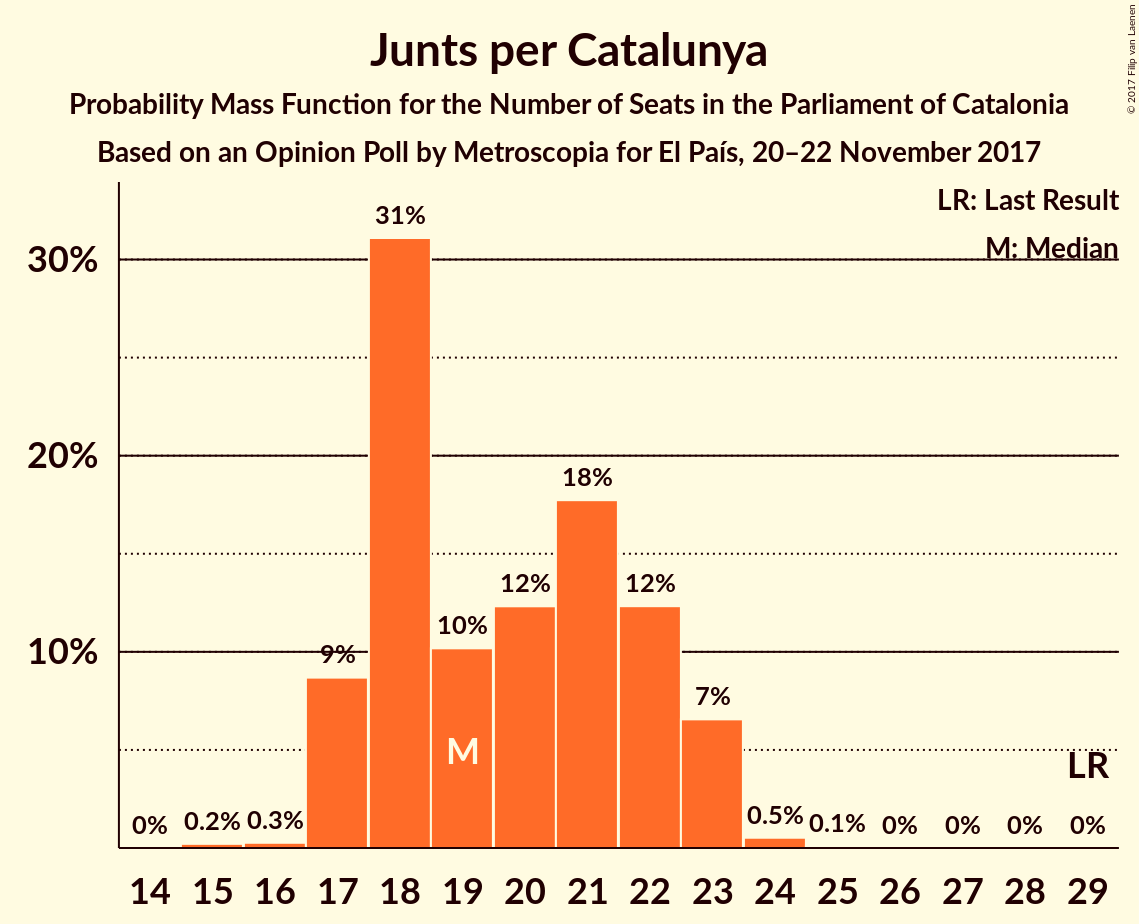 Junts per Catalunya
Probability Mass Function for the Number of Seats in the Parliament of Catalonia
Based on an Opinion Poll by Metroscopia for El País, 20–22 November 2017
© 2017 Filip van Laenen
LR: Last Result
M: Median
30%
20%
10%
0%
0.2%
0.3%
9%
31%
10%
12%
18%
12%
7%
0.5%
0.1%
0%
0%
0%
0%
M
LR
14 15 16 17 18 19 20 21 22 23 24 25 26 27 28 29